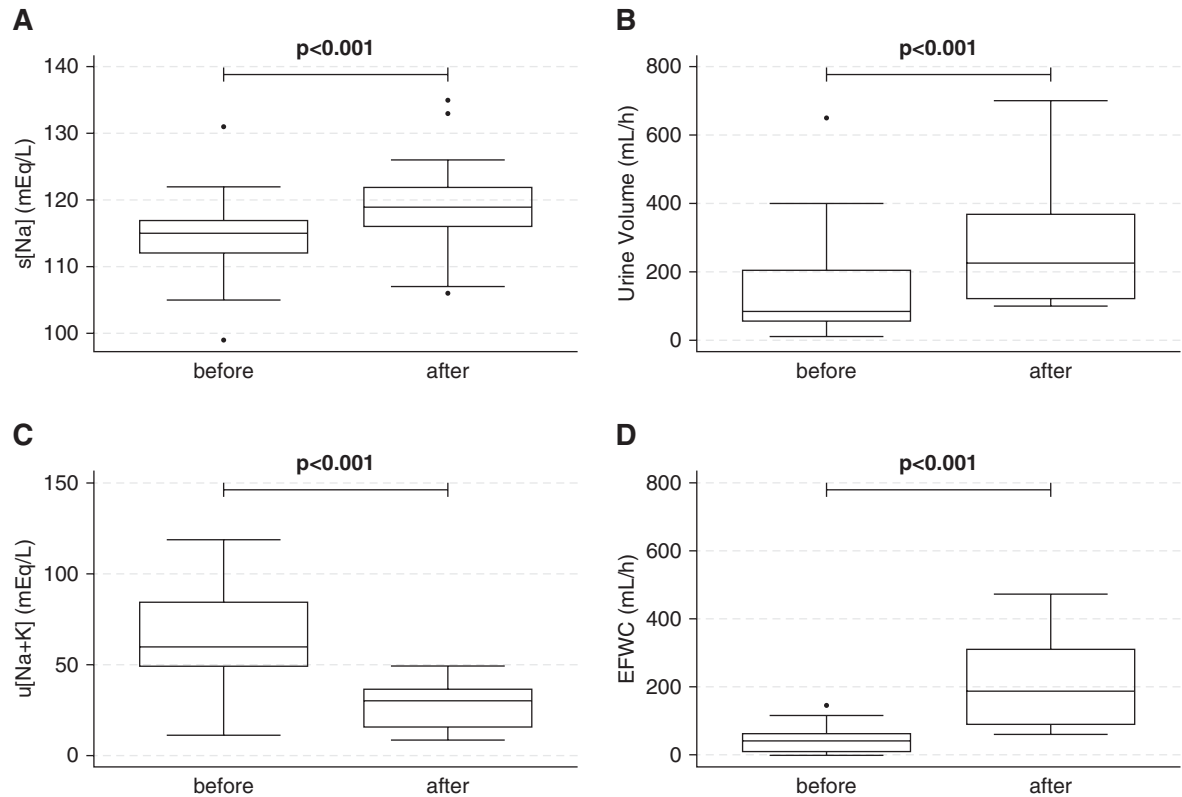 A
p<0.001
s[Na] (mEq/L)
140
130
120
110
100
before after
B
p<0.001
Urine Volume (mL/h)
800
600
400
200
0
before after
C
p<0.001
u[Na+K] (mEq/L)
150
100
50
0
before after
D
p<0.001
EFWC (mL/h)
800
600
400
200
0
before after